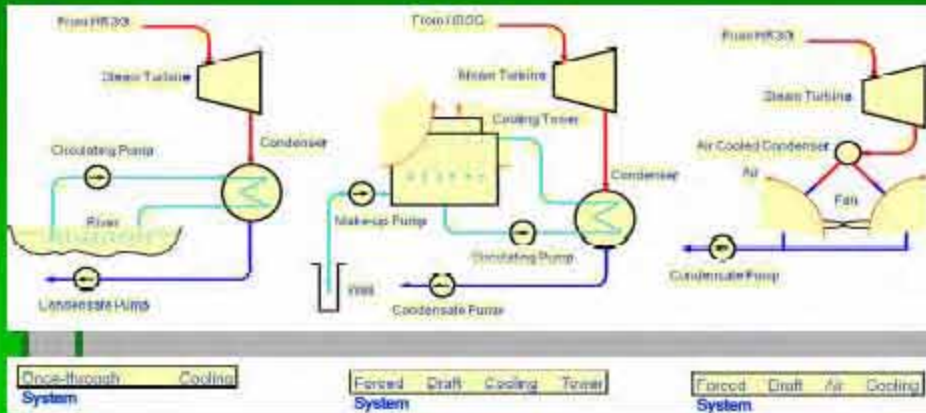 From HRSG
Steam Turbine
Condenser
Circulating Pump
River
Condensate Pump
Once-through Cooling
System
From HRSG
Steam Turbine
Cooling Tower
Condenser
Make-up Pump
Circulating Pump
Well
Condensate Pump
Forced Draft Cooling Tower
System
From HRSG
Steam Turbine
Air Cooled Condenser
Air
Fan
Condensate Pump
Forced Draft Air Cooling
System